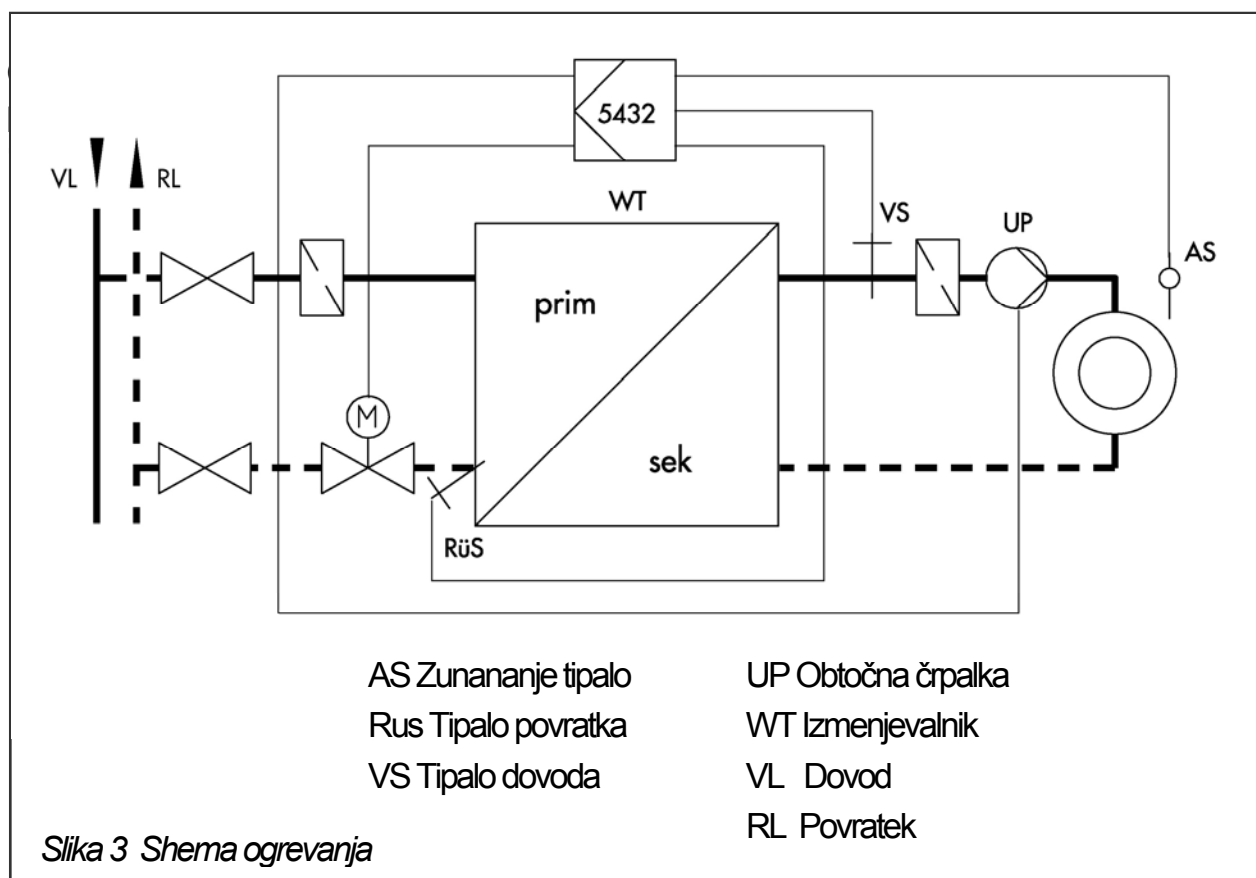 5432
VL RL
WT
VS
UP
AS
prim
M
sek
RüS
AS Zunananje tipalo
Rus Tipalo povratka
VS Tipalo dovoda
UP Obtočna črpalka
WT Izmenjevalnik
VL Dovod
RL Povratek
Slika 3 Shema ogrevanja